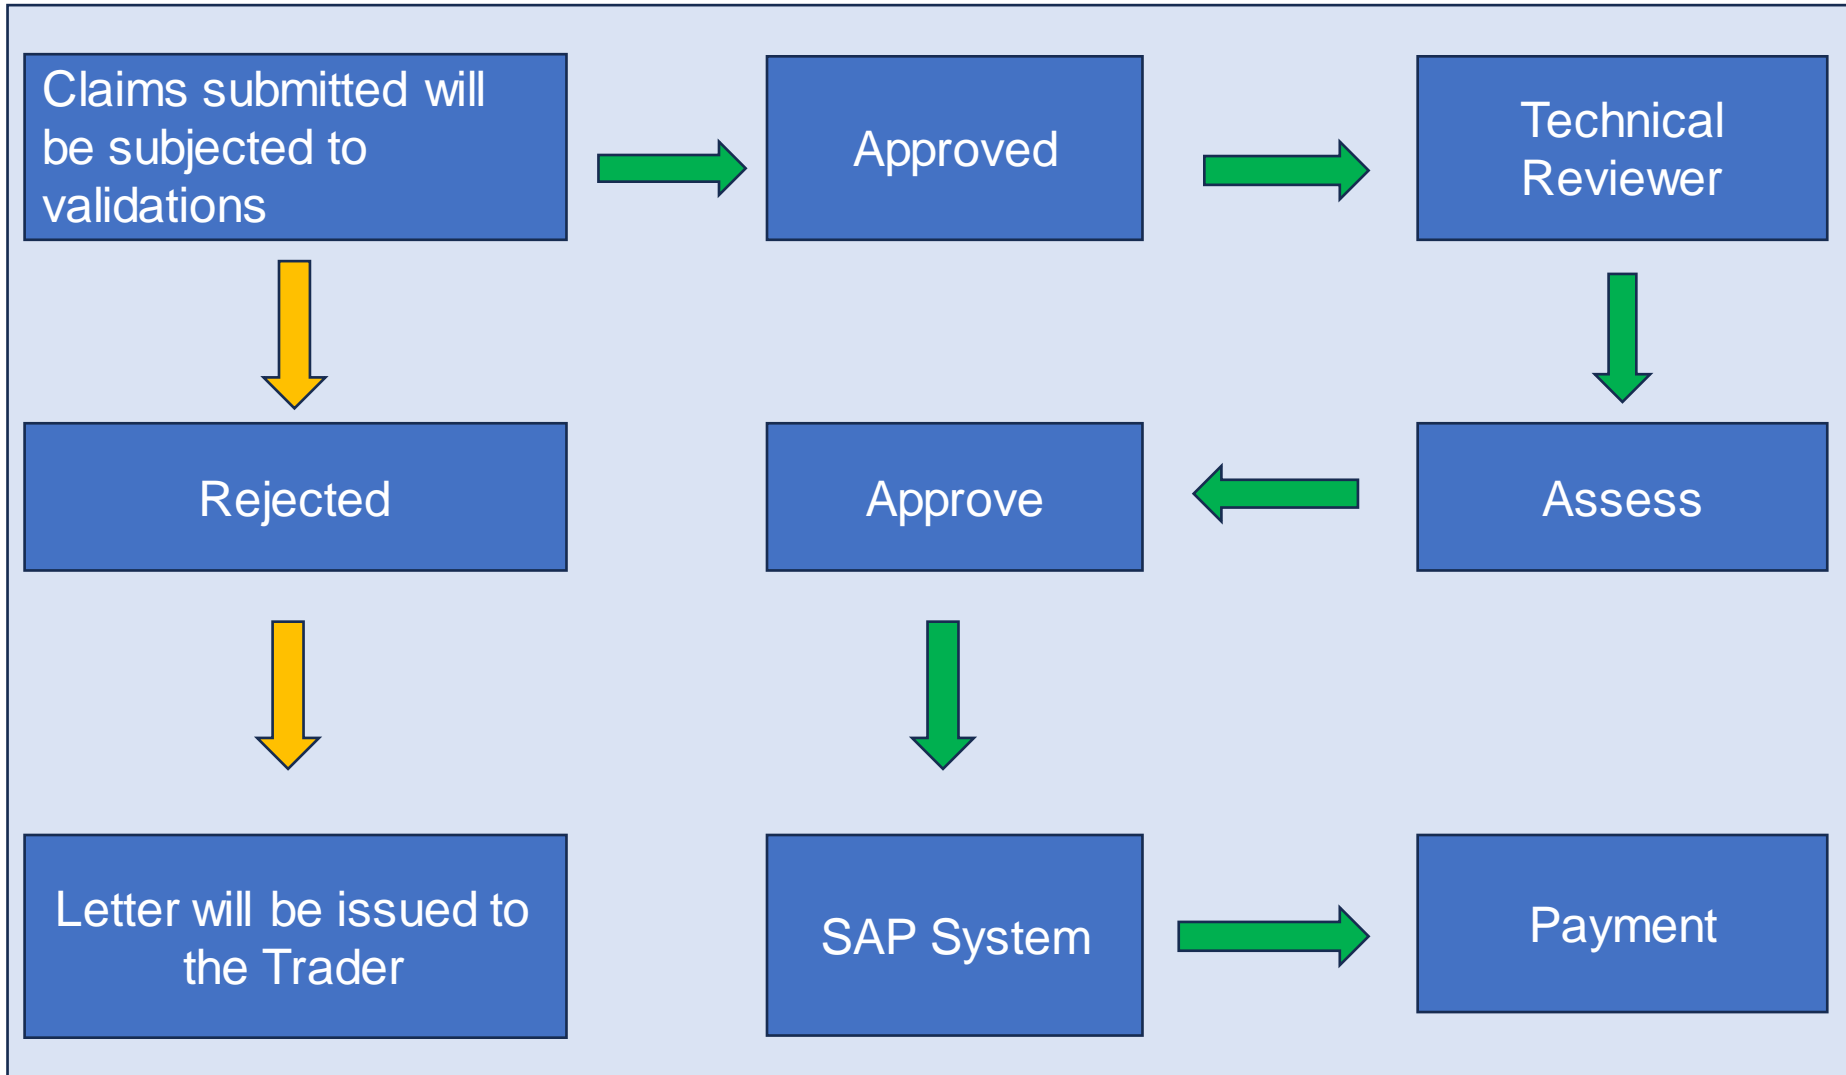 Claims submitted will
be subjected to
validations
Approved
Technical
Reviewer
Rejected
Approve
Assess
Letter will be issued to
the Trader
SAP System
Payment